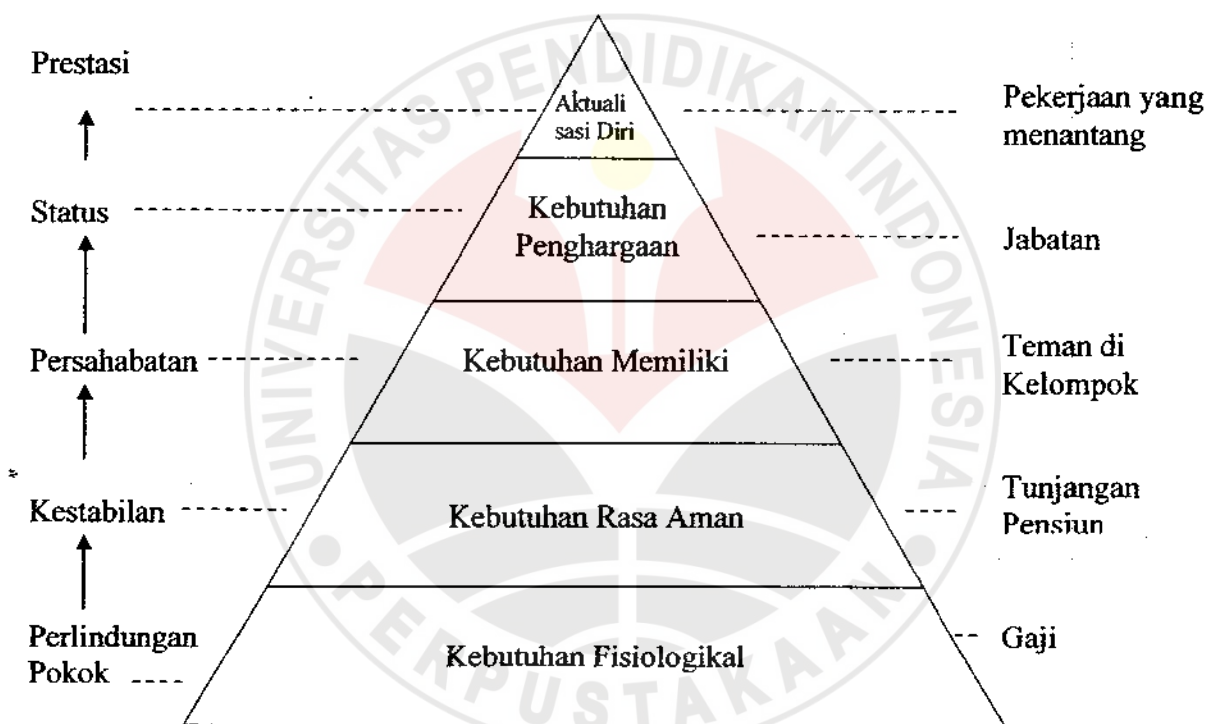 UNIVERSITAS PENDIDIKAN INDONESIA
PERPUSTAKAAN
Prestasi
Aktuali
sasi Diri
Pekerjaan yang
menantang
Status
Kebutuhan
Penghargaan
Jabatan
Persahabatan
Kebutuhan Memiliki
Teman di
Kelompok
Kestabilan
Kebutuhan Rasa Aman
Tunjangan
Pensiun
Perlindungan
Pokok
Kebutuhan Fisiologikal
Gaji